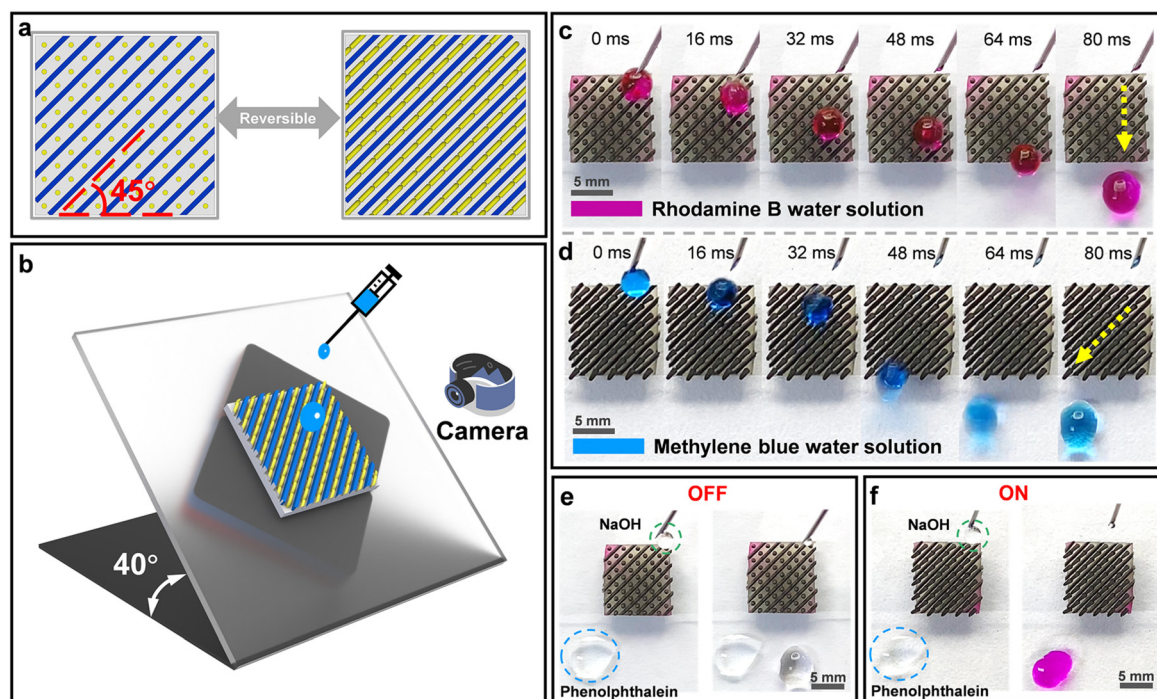 a
Reversible
45°
b
Camera
40°
c
0 ms 16 ms 32 ms 48 ms 64 ms 80 ms
5 mm
Rhodamine B water solution
d
0 ms 16 ms 32 ms 48 ms 64 ms 80 ms
5 mm
Methylene blue water solution
e
OFF
NaOH
Phenolphthalein
5 mm
f
ON
NaOH
Phenolphthalein
5 mm